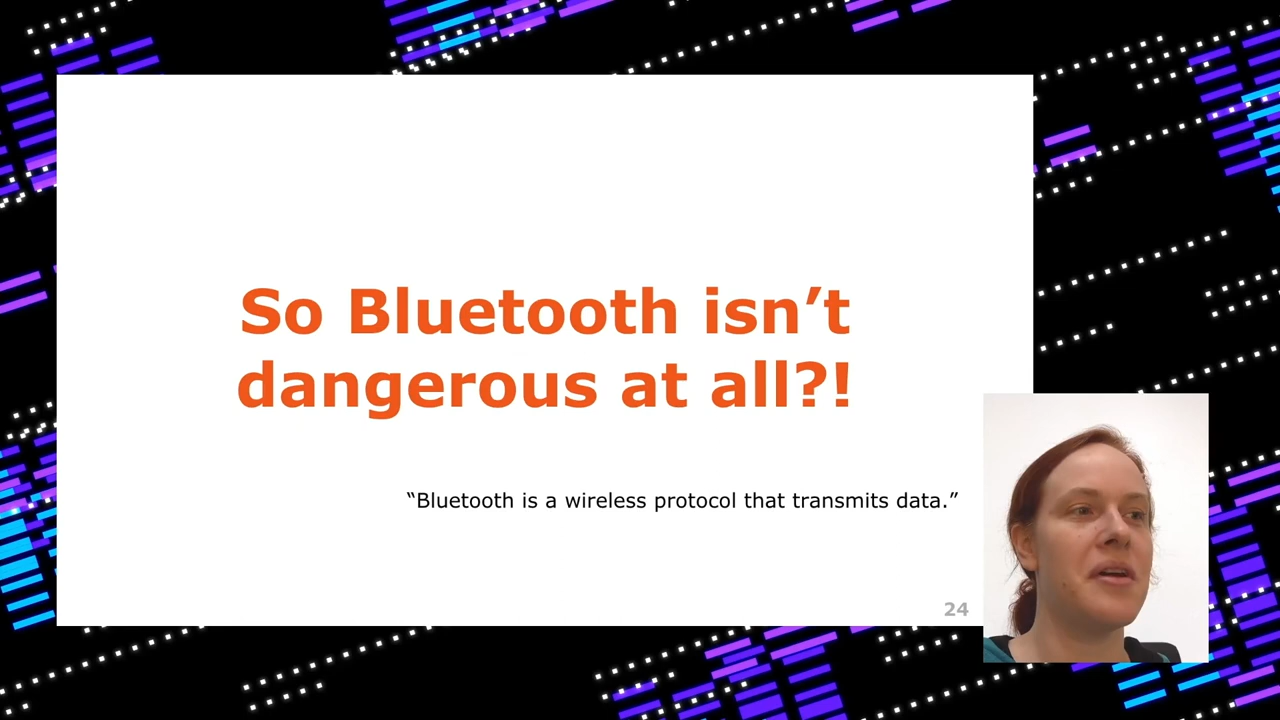 So Bluetooth isn’t
dangerous at all?!
“Bluetooth is a wireless protocol that transmits data.”
24